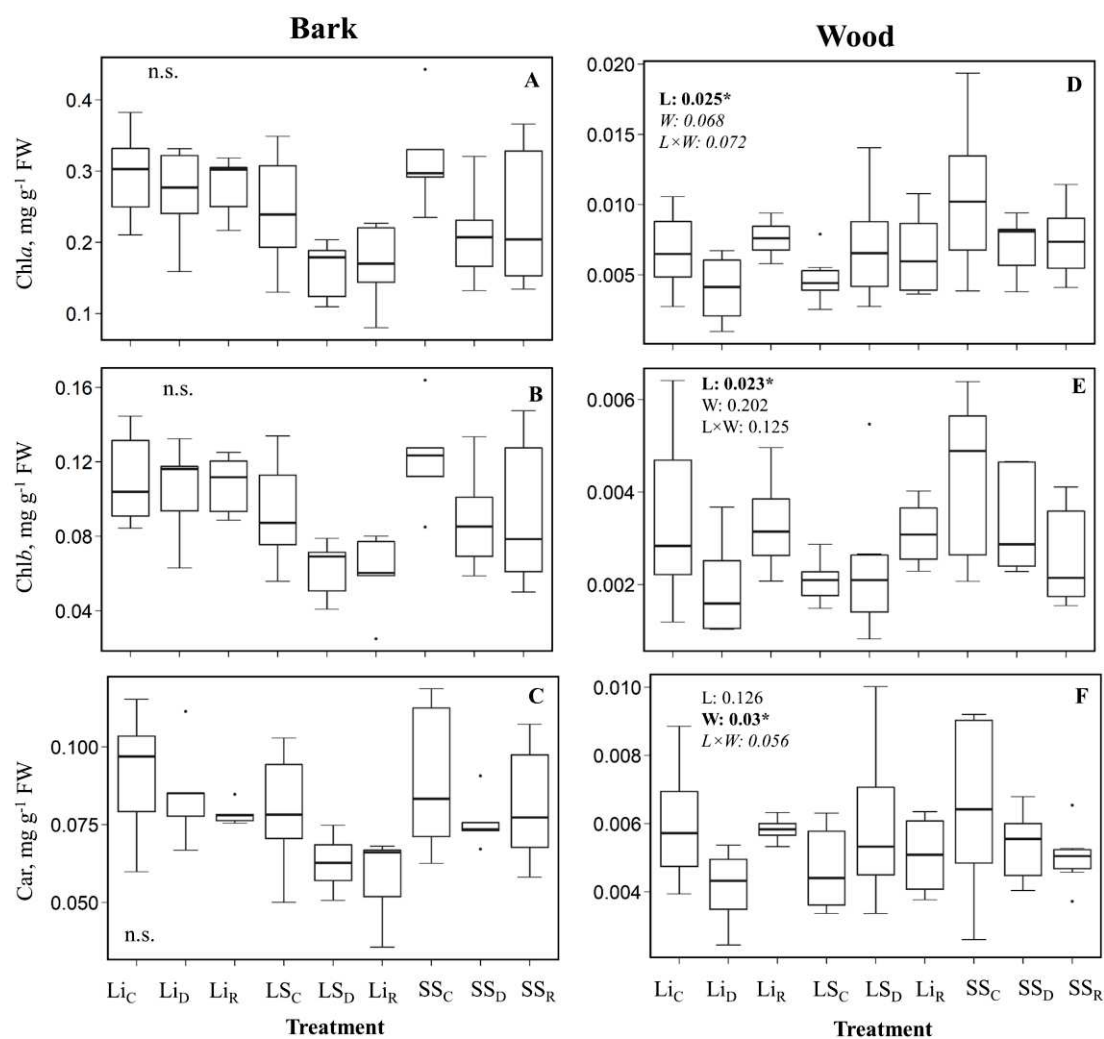 Bark
Wood
n.s.
A
0.4
0.3
0.2
0.1
Chla, mg g-1 FW
D
L: 0.025*
W: 0.068
L×W: 0.072
0.020
0.015
0.010
0.005
n.s.
B
0.16
0.12
0.08
0.04
Chlb, mg g-1 FW
L: 0.023*
W: 0.202
L×W: 0.125
E
0.006
0.004
0.002
C
0.100
0.075
0.050
Car, mg g-1 FW
n.s.
L: 0.126
W: 0.03*
L×W: 0.056
F
0.010
0.008
0.006
0.004
LiC LiD LiR LSC LSD LiR SSC SSD SSR
Treatment
LiC LiD LiR LSC LSD LiR SSC SSD SSR
Treatment